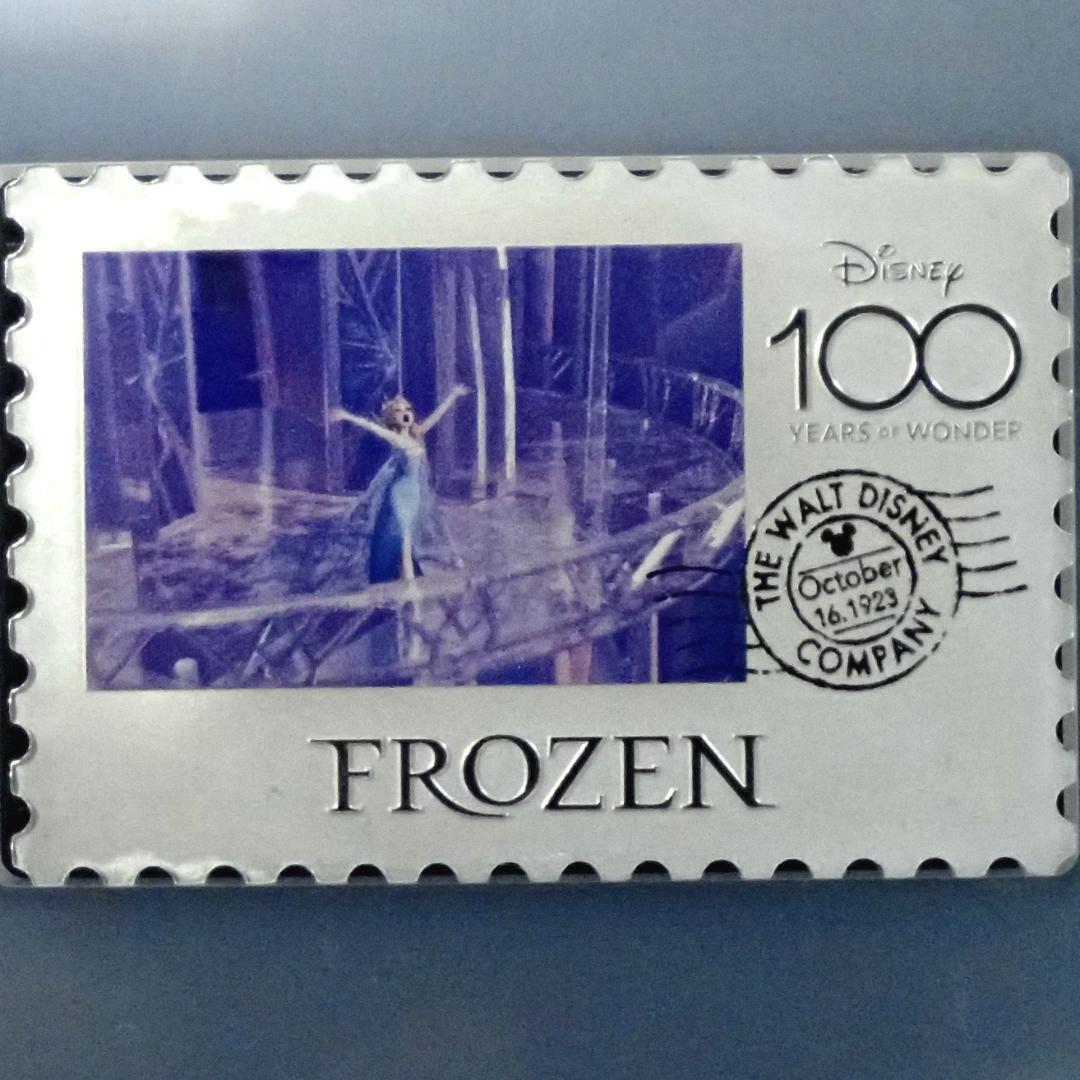 Disney
100
YEARS OF WONDER
THE WALT DISNEY
October
16.1923
COMPANY
FROZEN